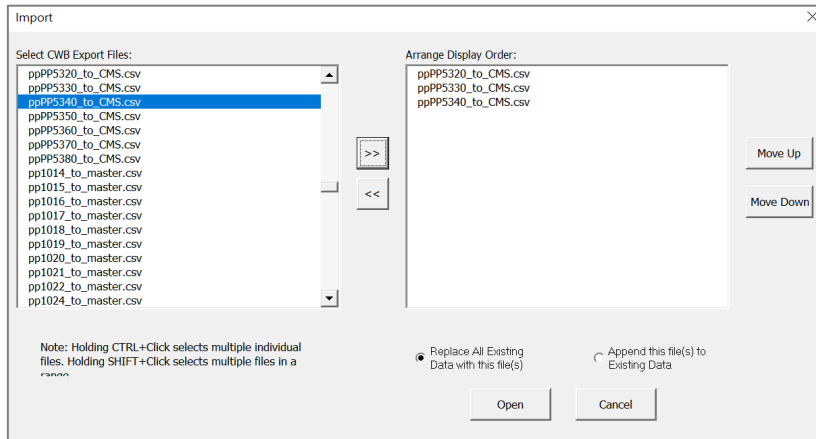 Import
Select CWB Export Files:
ppPP5320_to_CMS.csv
ppPP5330_to_CMS.csv
ppPP5340_to_CMS.csv
ppPP5350_to_CMS.csv
ppPP5360_to_CMS.csv
ppPP5370_to_CMS.csv
ppPP5380_to_CMS.csv
pp1014_to_master.csv
pp1015_to_master.csv
pp1016_to_master.csv
pp1017_to_master.csv
pp1018_to_master.csv
pp1019_to_master.csv
pp1020_to_master.csv
pp1021_to_master.csv
pp1022_to_master.csv
pp1024_to_master.csv
>>
<<
Arrange Display Order:
ppPP5320_to_CMS.csv
ppPP5330_to_CMS.csv
ppPP5340_to_CMS.csv
Move Up
Move Down
Note: Holding CTRL+Click selects multiple individual
files. Holding SHIFT+Click selects multiple files in a
range
Replace All Existing
Data with this file(s)
Append this file(s) to
Existing Data
Open
Cancel